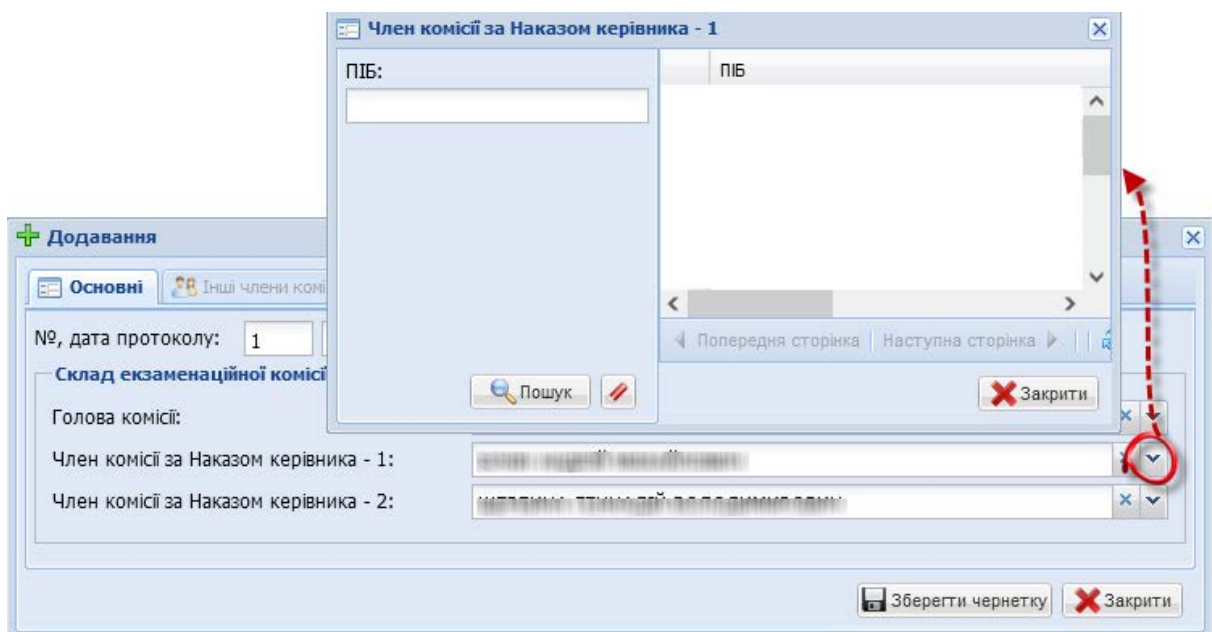 Член комісії за Наказом керівника - 1
ПІБ:
ПІБ
Попередня сторінка
Наступна сторінка
Пошук
Закрити
Додавання
Основні
Інші члени комі
№, дата протоколу: 1
Склад екзаменаційної комісії
Голова комісії:
Член комісії за Наказом керівника - 1:
Член комісії за Наказом керівника - 2:
Зберегти чернетку
Закрити